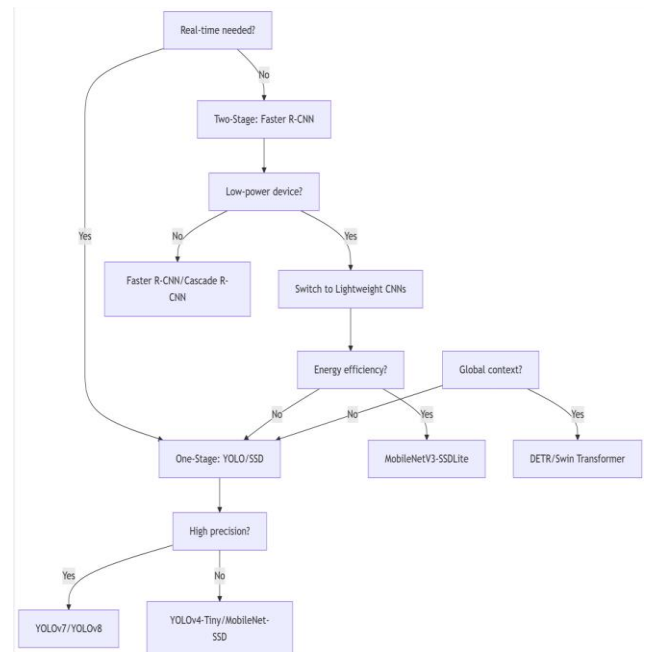 Real-time needed?
No
Two-Stage: Faster R-CNN
Low-power device?
Yes
No
Yes
Faster R-CNN/Cascade R-
CNN
Switch to Lightweight CNNs
Energy efficiency?
Global context?
No
No
Yes
Yes
One-Stage: YOLO/SSD
MobileNetV3-SSDLite
DETR/Swin Transformer
High precision?
Yes
No
YOLOv7/YOLOv8
YOLOv4-Tiny/MobileNet-
SSD